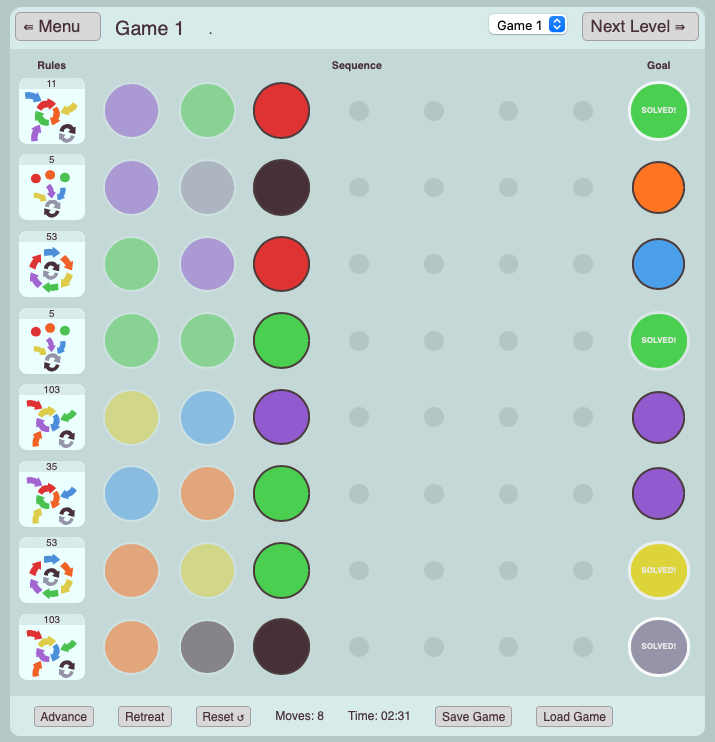 ⇚ Menu
Game 1
.
Game 1
Next Level ⇛
Rules
Sequence
Goal
11
SOLVED!
5
53
5
SOLVED!
103
35
53
SOLVED!
103
SOLVED!
Advance
Retreat
Reset ↺
Moves: 8
Time: 02:31
Save Game
Load Game